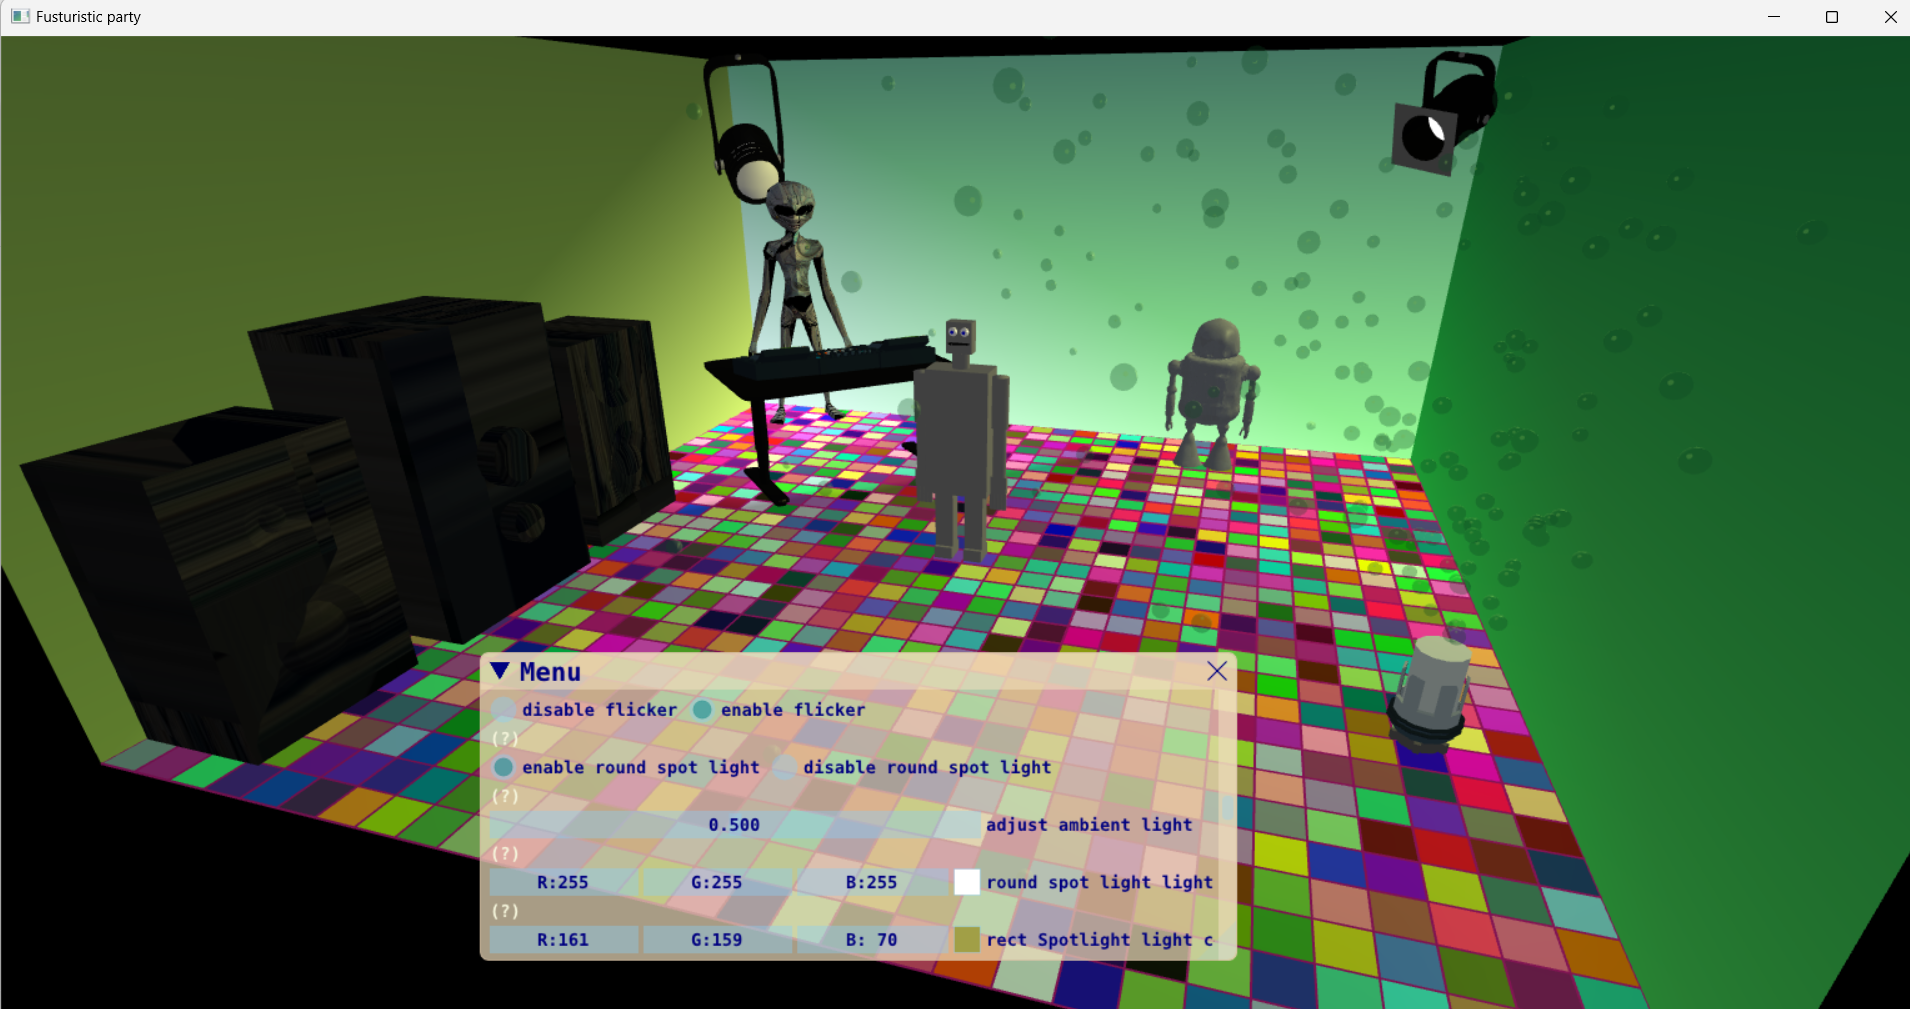 Fusturistic party
Menu
disable flicker enable flicker
(?)
enable round spot light disable round spot light
(?)
0.500 adjust ambient light
(?)
R:255 G:255 B:255 round spot light light
(?)
R:161 G:159 B: 70 rect Spotlight light c